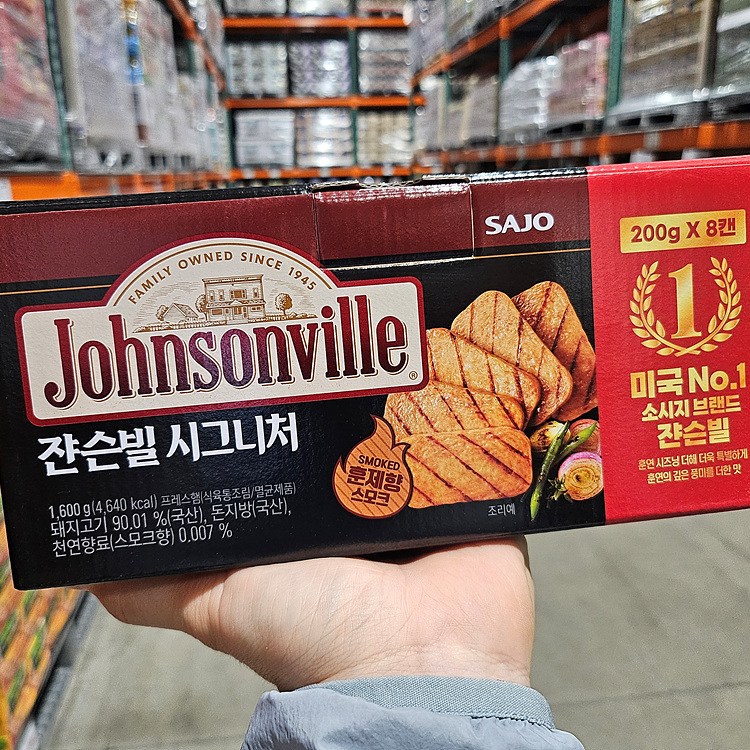 SAJO
FAMILY OWNED SINCE 1945
Johnsonville®
쟌슨빌 시그니처
SMOKED
훈제향
스모크
1,600 g (4,640 kcal) 프레스햄(식육통조림/멸균제품)
돼지고기 90.01 %(국산), 돈지방(국산),
천연향료(스모크향) 0.007 %
조리예
200g X 8캔
1
미국 No.1
소시지 브랜드
쟌슨빌
훈연 시즈닝 더해 더욱 특별하게
훈연의 깊은 풍미를 더한 맛